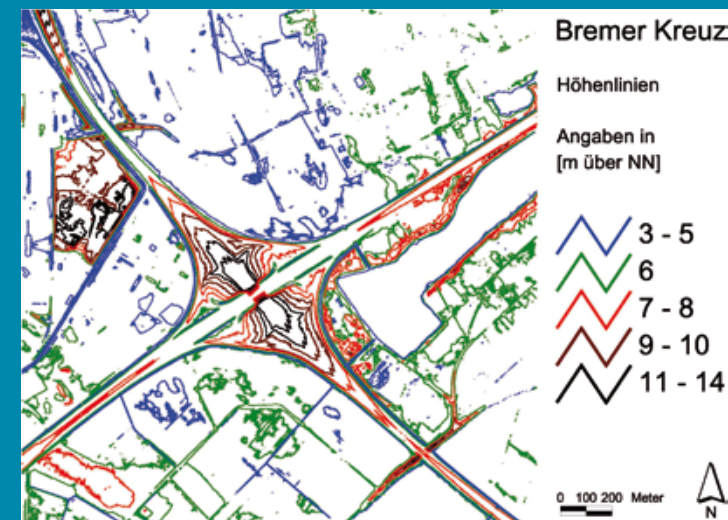 Bremer Kreuz
Höhenlinien
Angaben in
[m über NN]
3 - 5
6
7 - 8
9 - 10
11 - 14
0 100 200 Meter
N